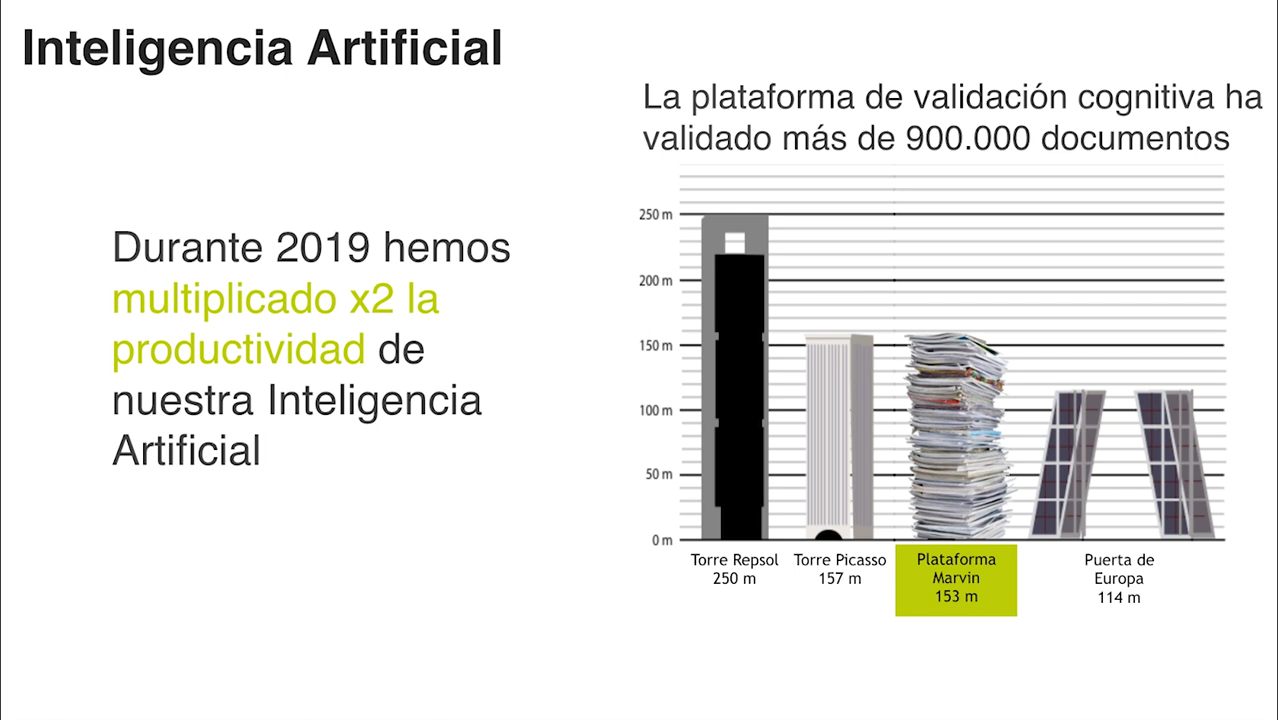 Inteligencia Artificial
La plataforma de validación cognitiva ha
validado más de 900.000 documentos
Durante 2019 hemos
multiplicado x2 la
productividad de
nuestra Inteligencia
Artificial
250 m
200 m
150 m
100 m
50 m
0 m
Torre Repsol
250 m
Torre Picasso
157 m
Plataforma
Marvin
153 m
Puerta de
Europa
114 m